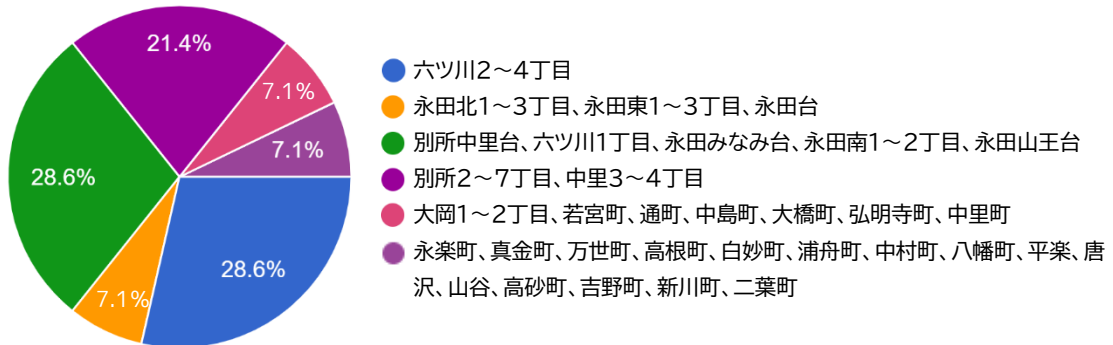 21.4%
7.1%
7.1%
28.6%
28.6%
7.1%
六ツ川2～4丁目
永田北1～3丁目、永田東1～3丁目、永田台
別所中里台、六ツ川1丁目、永田みなみ台、永田南1～2丁目、永田山王台
別所2～7丁目、中里3～4丁目
大岡1～2丁目、若宮町、通町、中島町、大橋町、弘明寺町、中里町
永楽町、真金町、万世町、高根町、白妙町、浦舟町、中村町、八幡町、平楽、唐
沢、山谷、高砂町、吉野町、新川町、二葉町